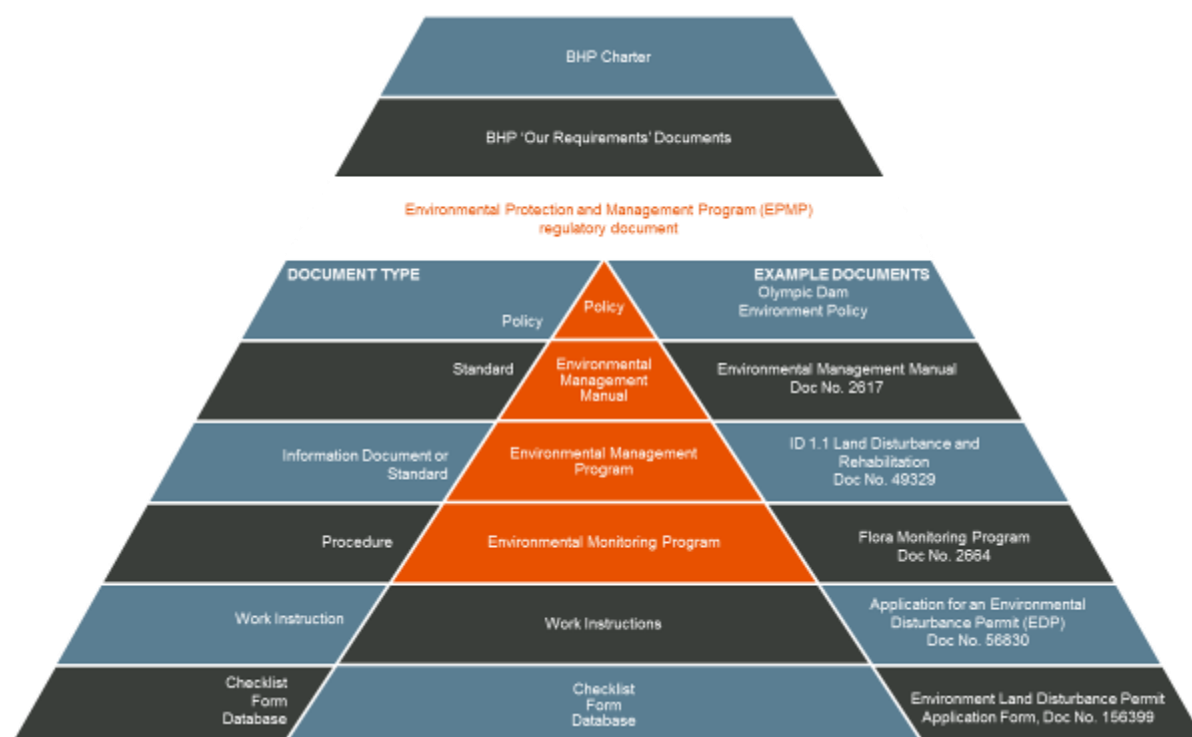 BHP Charter
BHP 'Our Requirements' Documents
Environmental Protection and Management Program (EPMP)
regulatory document
DOCUMENT TYPE
Policy
Policy
EXAMPLE DOCUMENTS
Olympic Dam
Environment Policy
Standard
Environmental
Management
Manual
Environmental Management Manual
Doc No. 2617
Information Document or
Standard
Environmental Management
Program
ID 1.1 Land Disturbance and
Rehabilitation
Doc No. 49329
Procedure
Environmental Monitoring Program
Flora Monitoring Program
Doc No. 2664
Work Instruction
Work Instructions
Application for an Environmental
Disturbance Permit (EDP)
Doc No. 56830
Checklist
Form
Database
Checklist
Form
Database
Environment Land Disturbance Permit
Application Form, Doc No. 156399